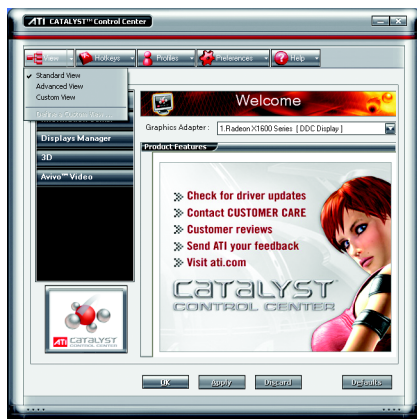 ATI CATALYST™ Control Center
View
Hotkeys
Profiles
Preferences
Help
Standard View
Advanced View
Custom View
Displays Manager
3D
Avivo™ Video
Welcome
Graphics Adapter :
1.Radeon X1600 Series [ DDC Display ]
Product Features
Check for driver updates
Contact CUSTOMER CARE
Customer reviews
Send ATI your feedback
Visit ati.com
CATALYST
CONTROL CENTER
ATI CATALYST
CONTROL CENTER
OK
Apply
Discard
Defaults